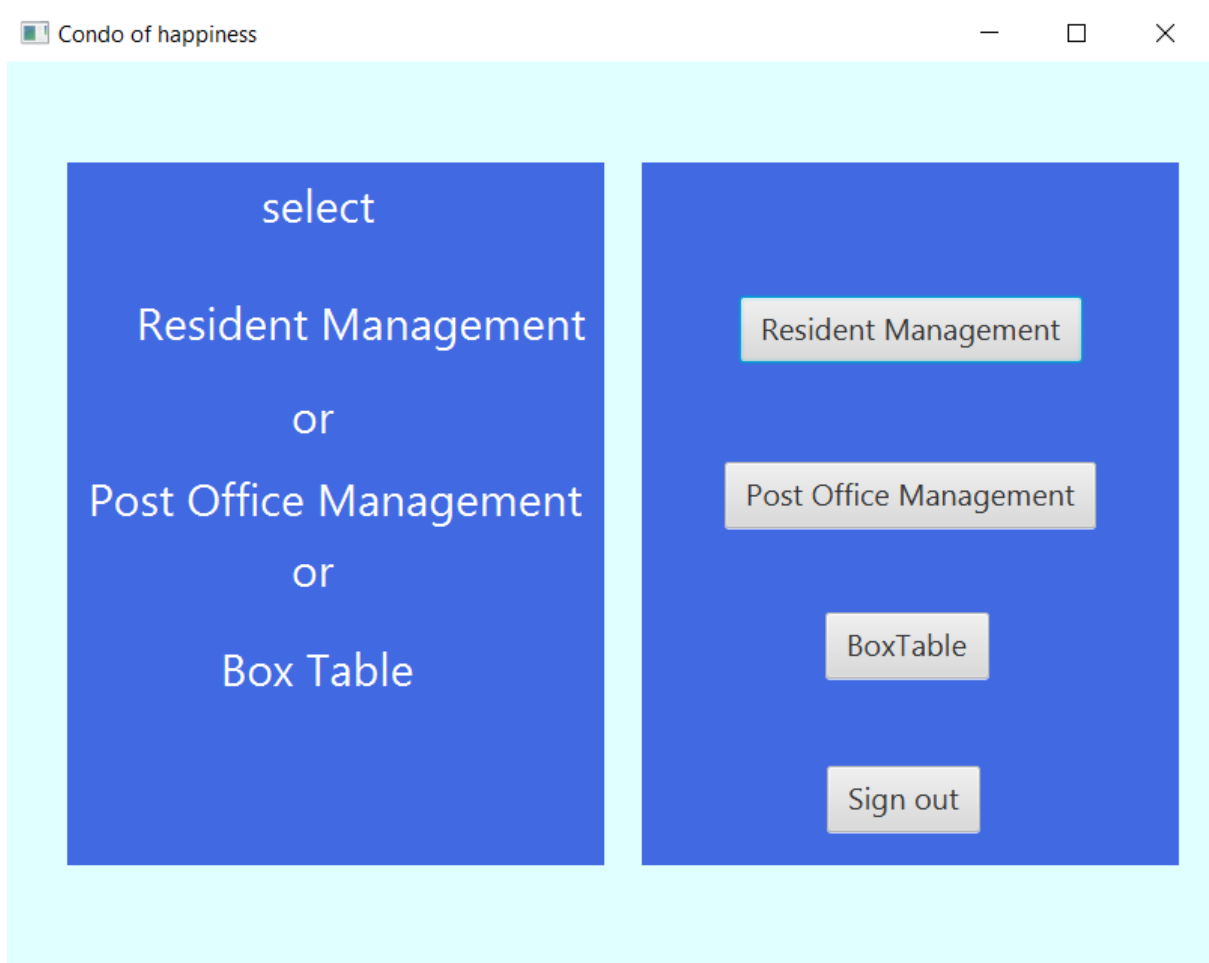 Condo of happiness
select
Resident Management
or
Post Office Management
or
Box Table
Resident Management
Post Office Management
BoxTable
Sign out